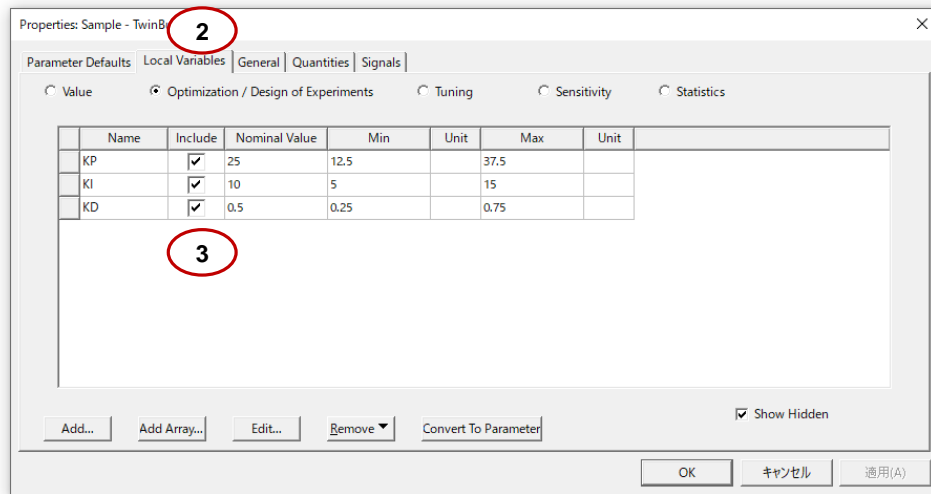 Properties: Sample - TwinBu
2
Parameter Defaults Local Variables General Quantities Signals
Value Optimization / Design of Experiments Tuning Sensitivity Statistics
Name Include Nominal Value Min Unit Max Unit
KP 25 12.5 37.5
KI 10 5 15
KD 0.5 0.25 0.75
3
Show Hidden
Add... Add Array... Edit... Remove Convert To Parameter
OK キャンセル 適用(A)